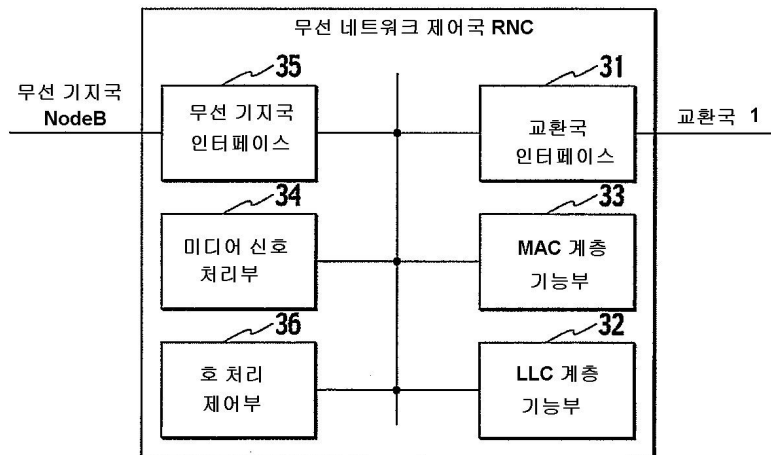 무선 네트워크 제어국 RNC
35
31
무선 기지국
NodeB
무선 기지국
인터페이스
교환국
인터페이스
교환국 1
34
33
미디어 신호
처리부
MAC 계층
기능부
36
32
호 처리
제어부
LLC 계층
기능부